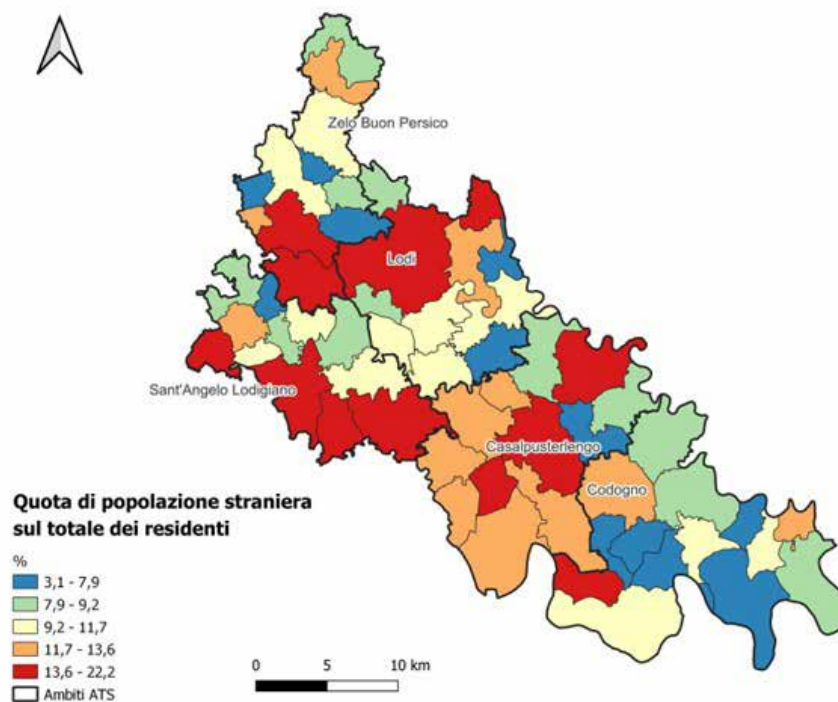 Zelo Buon Persico
Lodi
Sant'Angelo Lodigiano
Casalpusterlengo
Codogno
Quota di popolazione straniera
sul totale dei residenti
%
3,1 - 7,9
7,9 - 9,2
9,2 - 11,7
11,7 - 13,6
13,6 - 22,2
Ambiti ATS
0 5 10 km